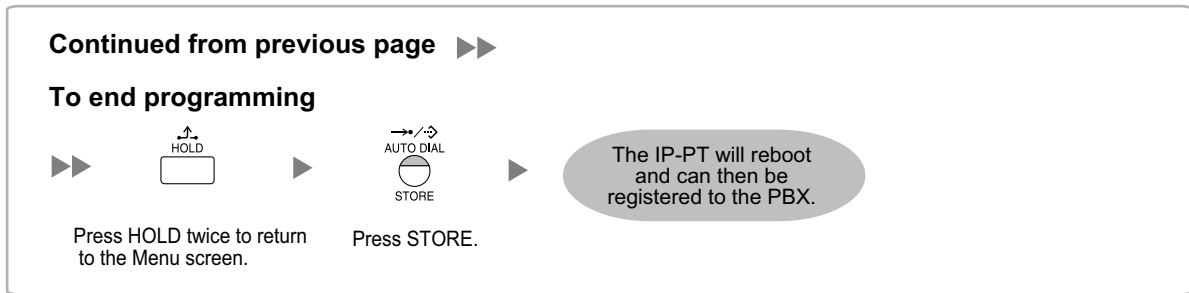 Continued from previous page
To end programming
HOLD
AUTO DIAL
STORE
The IP-PT will reboot
and can then be
registered to the PBX.
Press HOLD twice to return
to the Menu screen.
Press STORE.